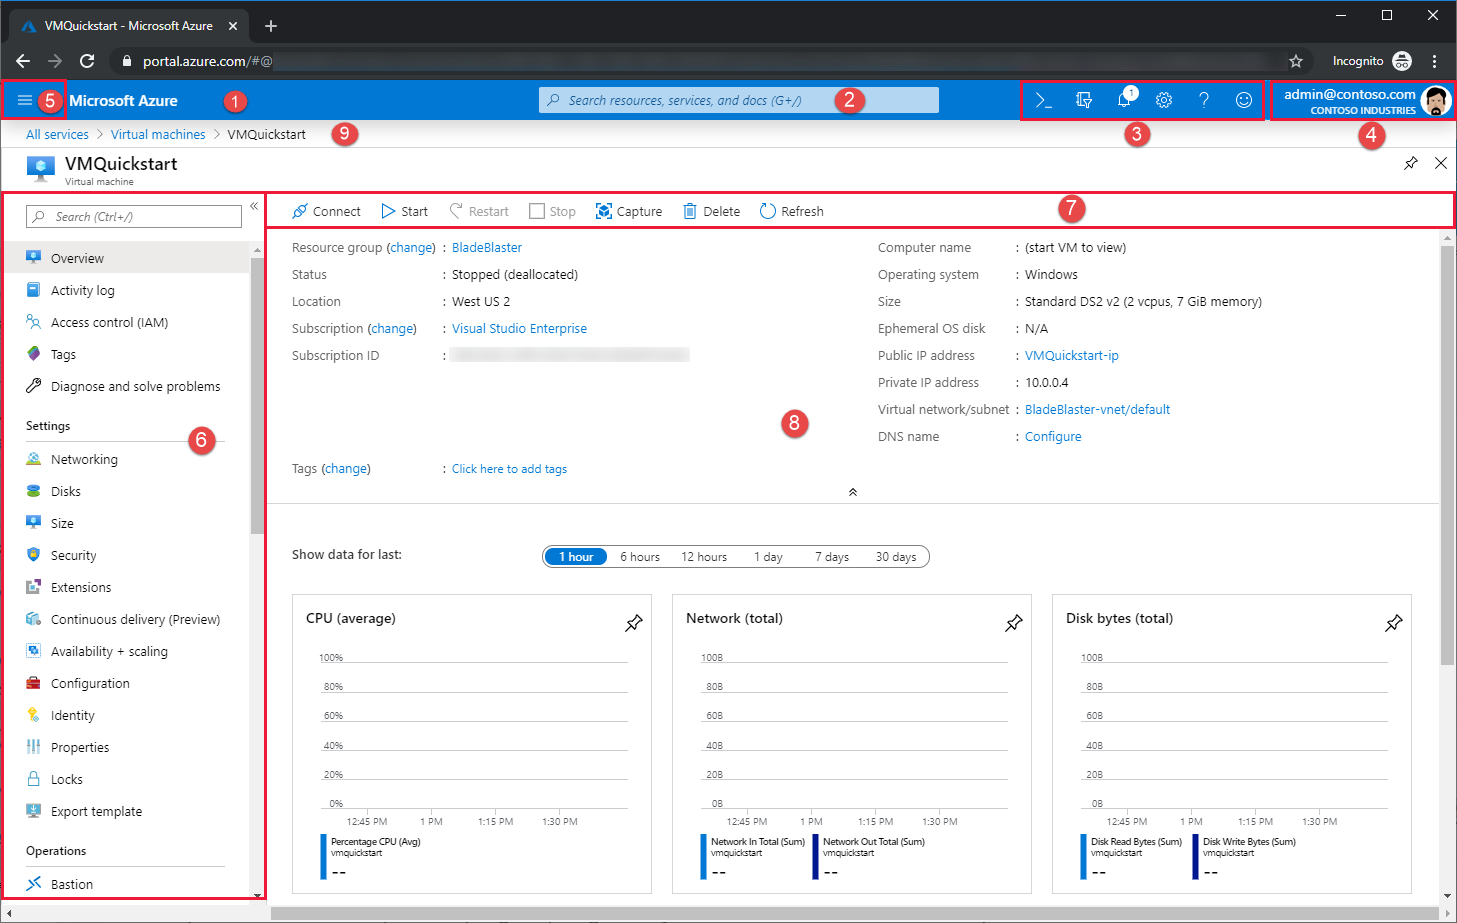 VMQuickstart - Microsoft Azure
portal.azure.com/#@
Incognito
5 Microsoft Azure 1
Search resources, services, and docs (G+/) 2
1
admin@contoso.com
CONTOSO INDUSTRIES
3
4
All services > Virtual machines > VMQuickstart 9
VMQuickstart
Virtual machine
Search (Ctrl+/)
Overview
Activity log
Access control (IAM)
Tags
Diagnose and solve problems
Settings
6
Networking
Disks
Size
Security
Extensions
Continuous delivery (Preview)
Availability + scaling
Configuration
Identity
Properties
Locks
Export template
Operations
Bastion
Connect Start Restart Stop Capture Delete Refresh 7
Resource group (change) : BladeBlaster
Status : Stopped (deallocated)
Location : West US 2
Subscription (change) : Visual Studio Enterprise
Subscription ID :
Computer name : (start VM to view)
Operating system : Windows
Size : Standard DS2 v2 (2 vcpus, 7 GiB memory)
Ephemeral OS disk : N/A
Public IP address : VMQuickstart-ip
Private IP address : 10.0.0.4
Virtual network/subnet : BladeBlaster-vnet/default
DNS name : Configure
8
Tags (change) : Click here to add tags
Show data for last: 1 hour 6 hours 12 hours 1 day 7 days 30 days
CPU (average)
100%
80%
60%
40%
20%
0%
12:45 PM 1 PM 1:15 PM 1:30 PM
Percentage CPU (Avg)
vmquickstart
--
Network (total)
100B
80B
60B
40B
20B
0B
12:45 PM 1 PM 1:15 PM 1:30 PM
Network In Total (Sum)
vmquickstart
--
Network Out Total (Sum)
vmquickstart
--
Disk bytes (total)
100B
80B
60B
40B
20B
0B
12:45 PM 1 PM 1:15 PM 1:30 PM
Disk Read Bytes (Sum)
vmquickstart
--
Disk Write Bytes (Sum)
vmquickstart
--